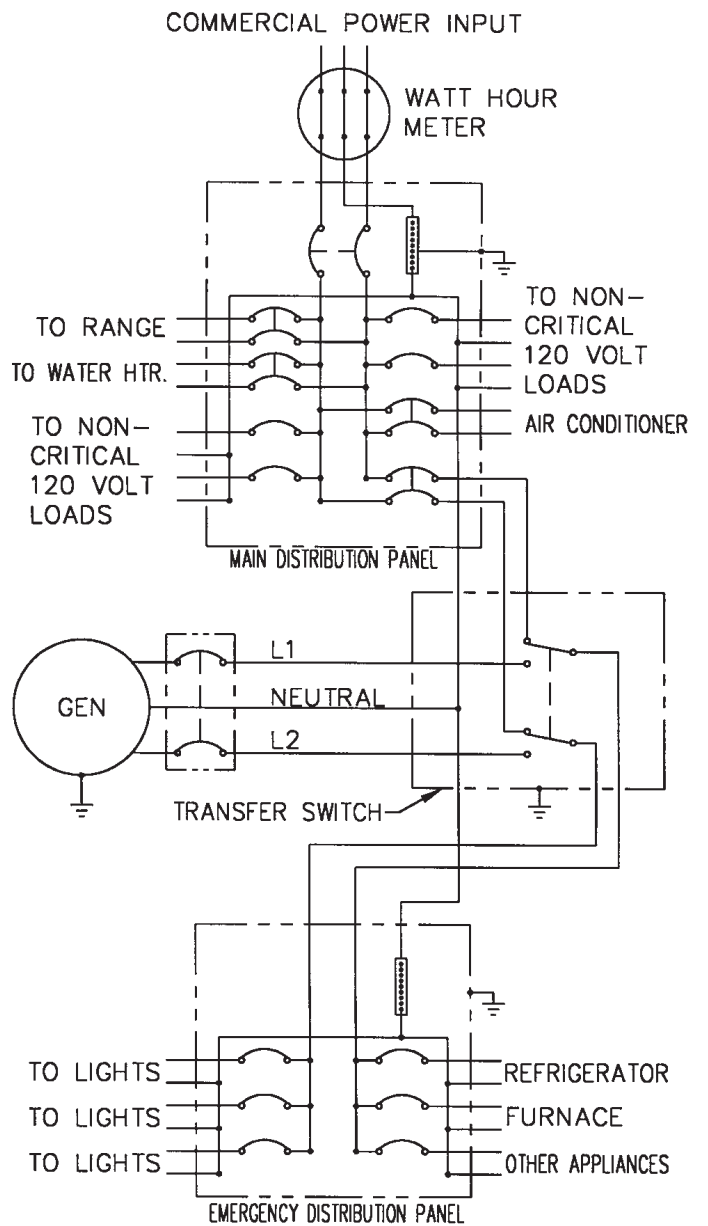 COMMERCIAL POWER INPUT
WATT HOUR
METER
TO RANGE
TO WATER HTR.
TO NON-
CRITICAL
120 VOLT
LOADS
TO NON-
CRITICAL
120 VOLT
LOADS
AIR CONDITIONER
MAIN DISTRIBUTION PANEL
GEN
L1
NEUTRAL
L2
TRANSFER SWITCH
TO LIGHTS
TO LIGHTS
TO LIGHTS
REFRIGERATOR
FURNACE
OTHER APPLIANCES
EMERGENCY DISTRIBUTION PANEL